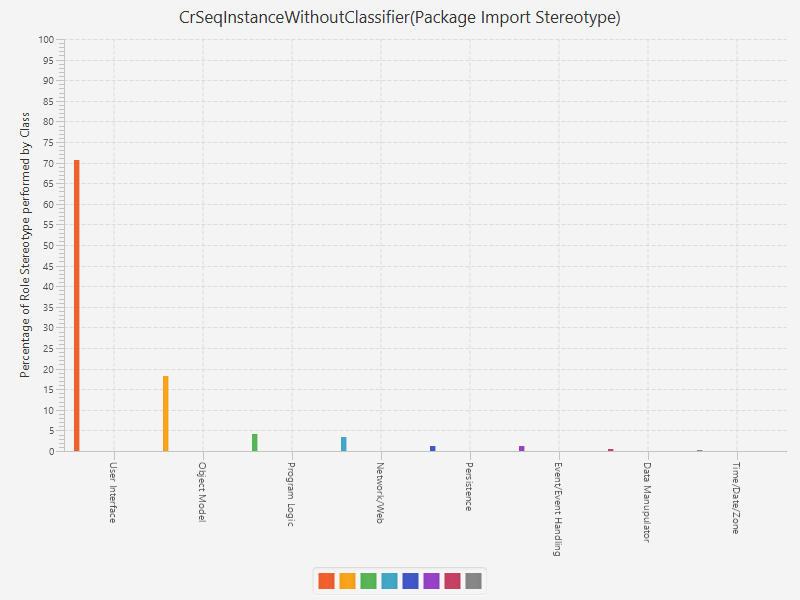 CrSeqInstanceWithoutClassifier(Package Import Stereotype)
Percentage of Role Stereotype performed by Class
100
95
90
85
80
75
70
65
60
55
50
45
40
35
30
25
20
15
10
5
0
User Interface
Object Model
Program Logic
Network/Web
Persistence
Event/Event Handling
Data Manupulator
Time/Date/Zone